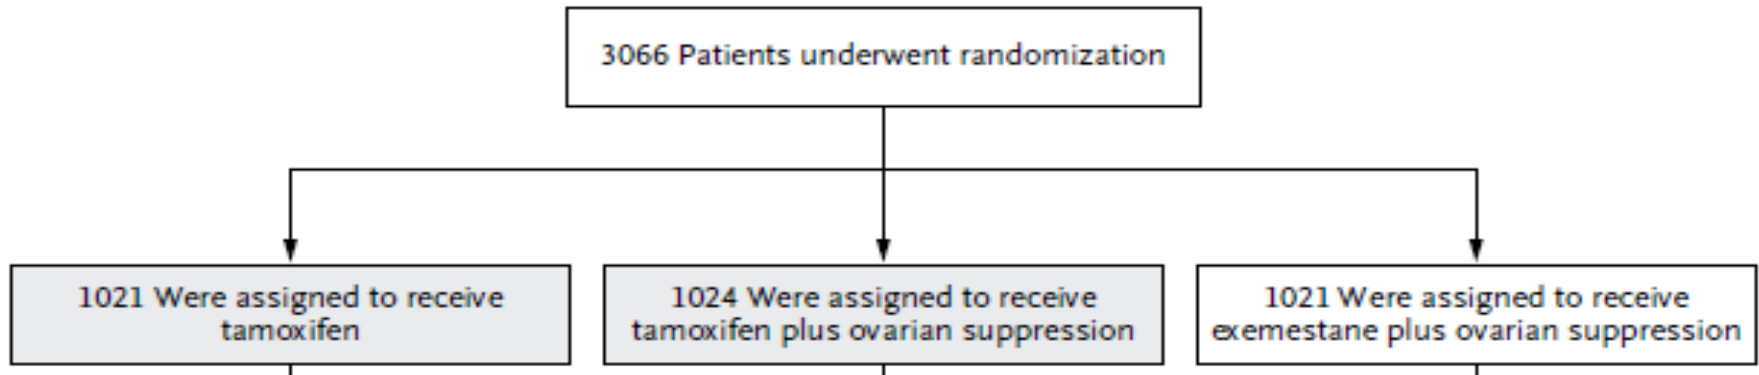 3066 Patients underwent randomization
1021 Were assigned to receive
tamoxifen
1024 Were assigned to receive
tamoxifen plus ovarian suppression
1021 Were assigned to receive
exemestane plus ovarian suppression